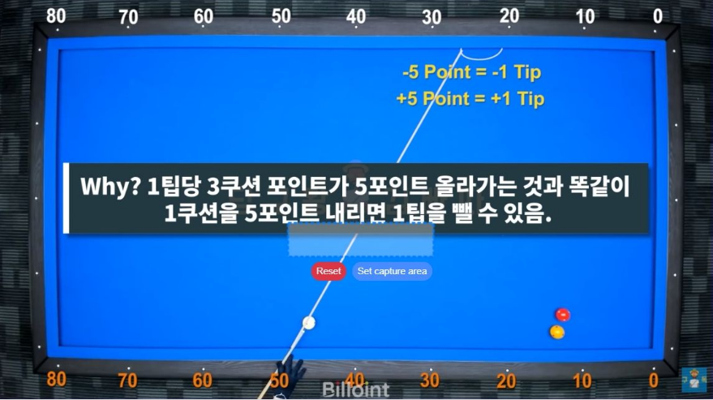 80 70 60 50 40 30 20 10 0
-5 Point = -1 Tip
+5 Point = +1 Tip
Why? 1팁당 3쿠션 포인트가 5포인트 올라가는 것과 똑같이
1쿠션을 5포인트 내리면 1팁을 뺄 수 있음.
Reset Set capture area
80 70 60 50 40 30 20 10 0
Billoint